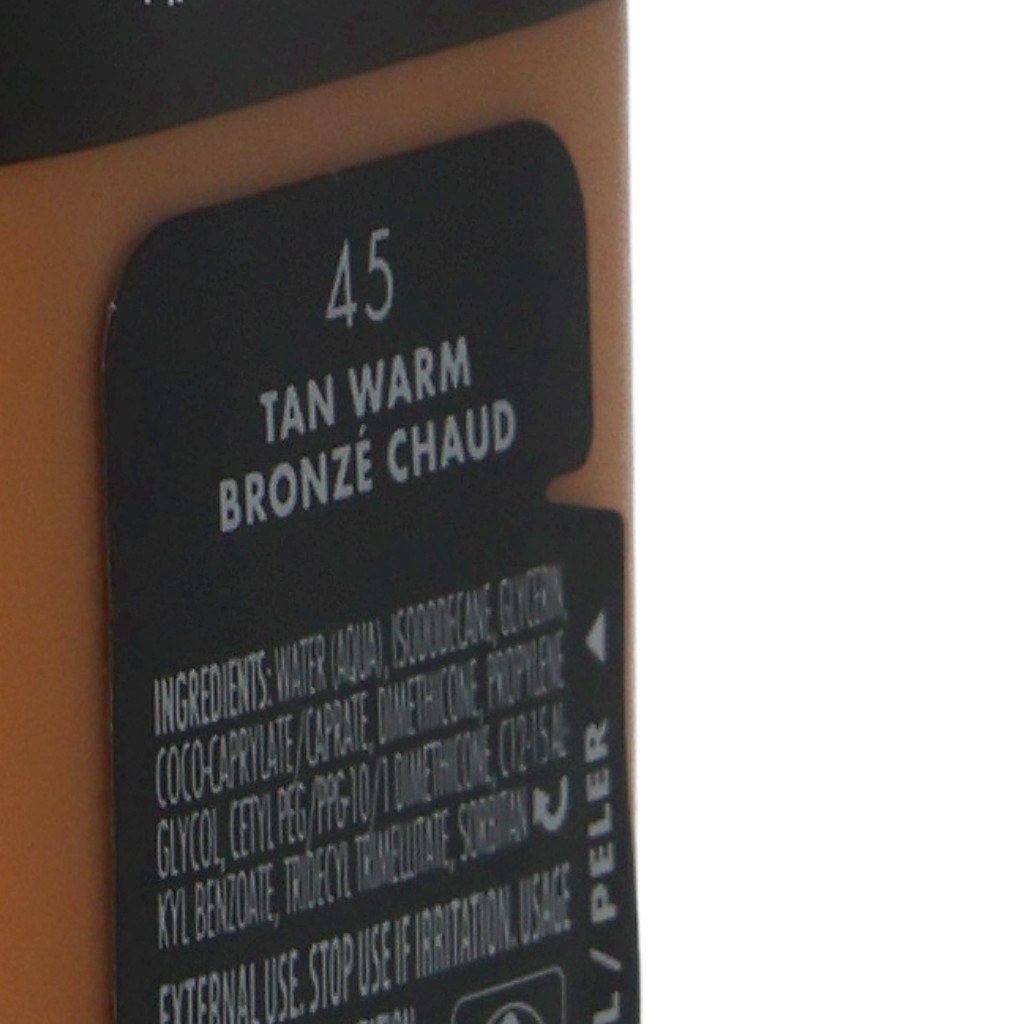 45
TAN WARM
BRONZÉ CHAUD
INGREDIENTS: WATER (AQUA), ISODODECANE, GLYCERIN,
COCO-CAPRYLATE/CAPRATE, DIMETHICONE, PROPYLENE
GLYCOL, CETYL PEG/PPG-10/1 DIMETHICONE, C12-15 AL-
KYL BENZOATE, TRIDECYL TRIMELLITATE, SORBITAN
EXTERNAL USE. STOP USE IF IRRITATION. USAGE
/ PELER